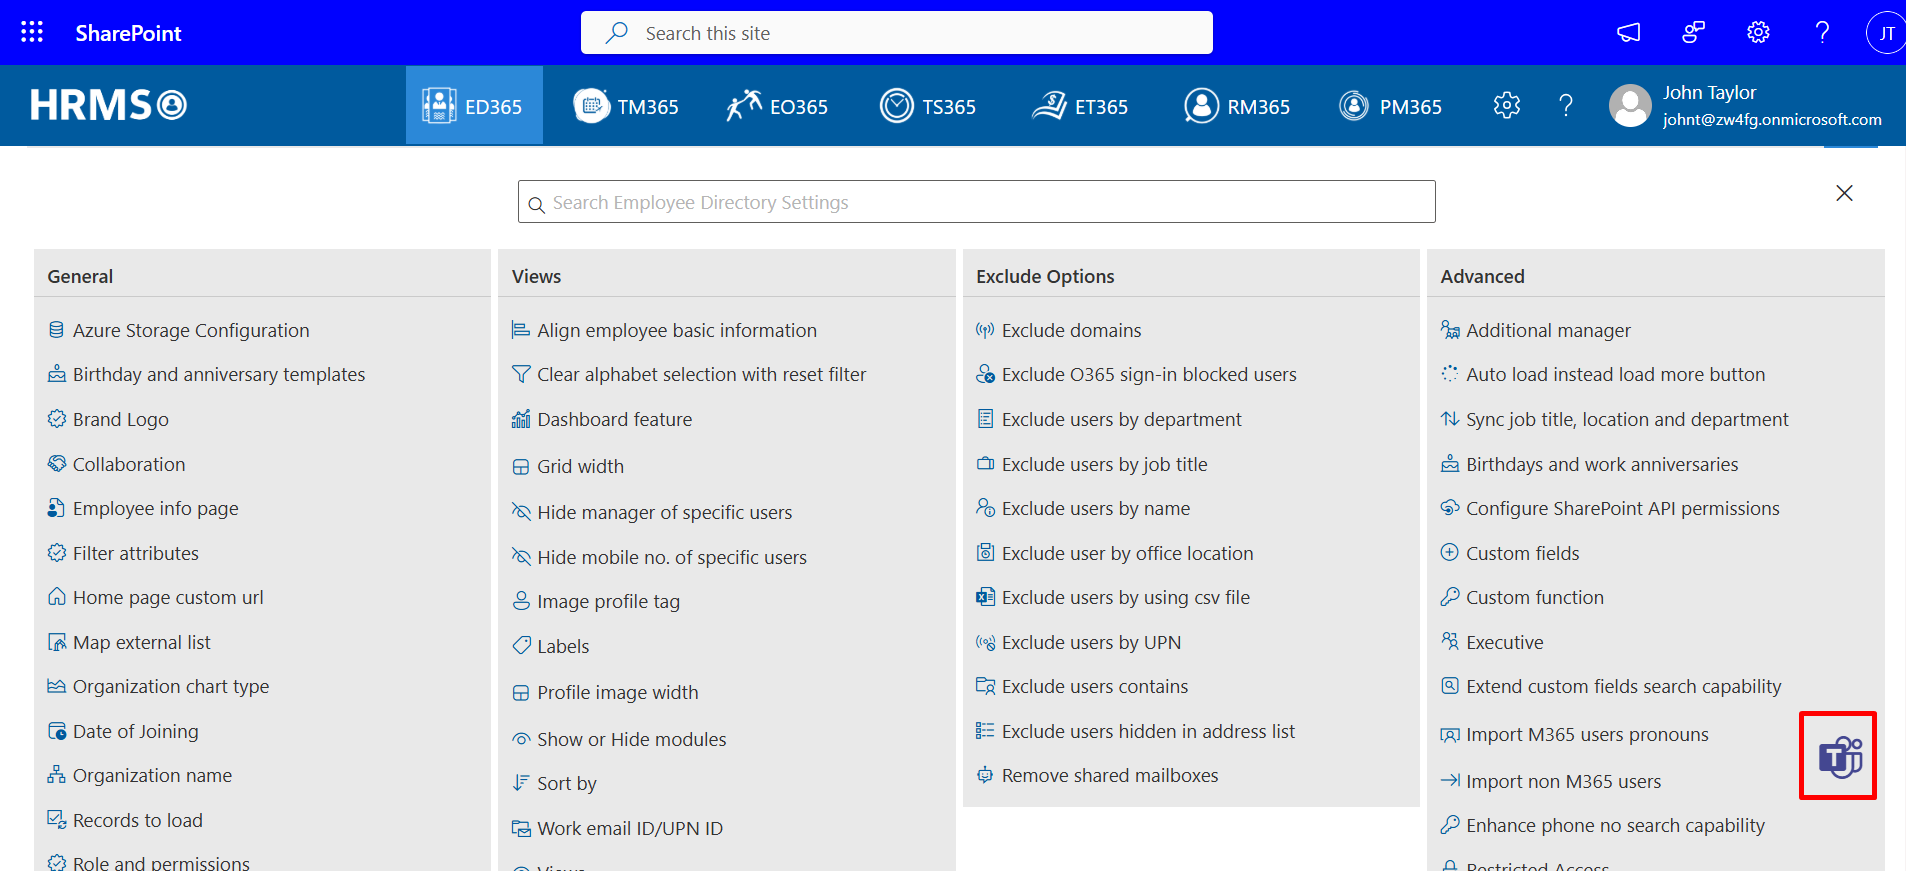 SharePoint
Search this site
JT
HRMS
ED365
TM365
EO365
TS365
ET365
RM365
PM365
John Taylor
johnt@zw4fg.onmicrosoft.com
Search Employee Directory Settings
General
Azure Storage Configuration
Birthday and anniversary templates
Brand Logo
Collaboration
Employee info page
Filter attributes
Home page custom url
Map external list
Organization chart type
Date of Joining
Organization name
Records to load
Role and permissions
Views
Align employee basic information
Clear alphabet selection with reset filter
Dashboard feature
Grid width
Hide manager of specific users
Hide mobile no. of specific users
Image profile tag
Labels
Profile image width
Show or Hide modules
Sort by
Work email ID/UPN ID
Views
Exclude Options
Exclude domains
Exclude O365 sign-in blocked users
Exclude users by department
Exclude users by job title
Exclude users by name
Exclude user by office location
Exclude users by using csv file
Exclude users by UPN
Exclude users contains
Exclude users hidden in address list
Remove shared mailboxes
Advanced
Additional manager
Auto load instead load more button
Sync job title, location and department
Birthdays and work anniversaries
Configure SharePoint API permissions
Custom fields
Custom function
Executive
Extend custom fields search capability
Import M365 users pronouns
Import non M365 users
Enhance phone no search capability
Restricted Access
T